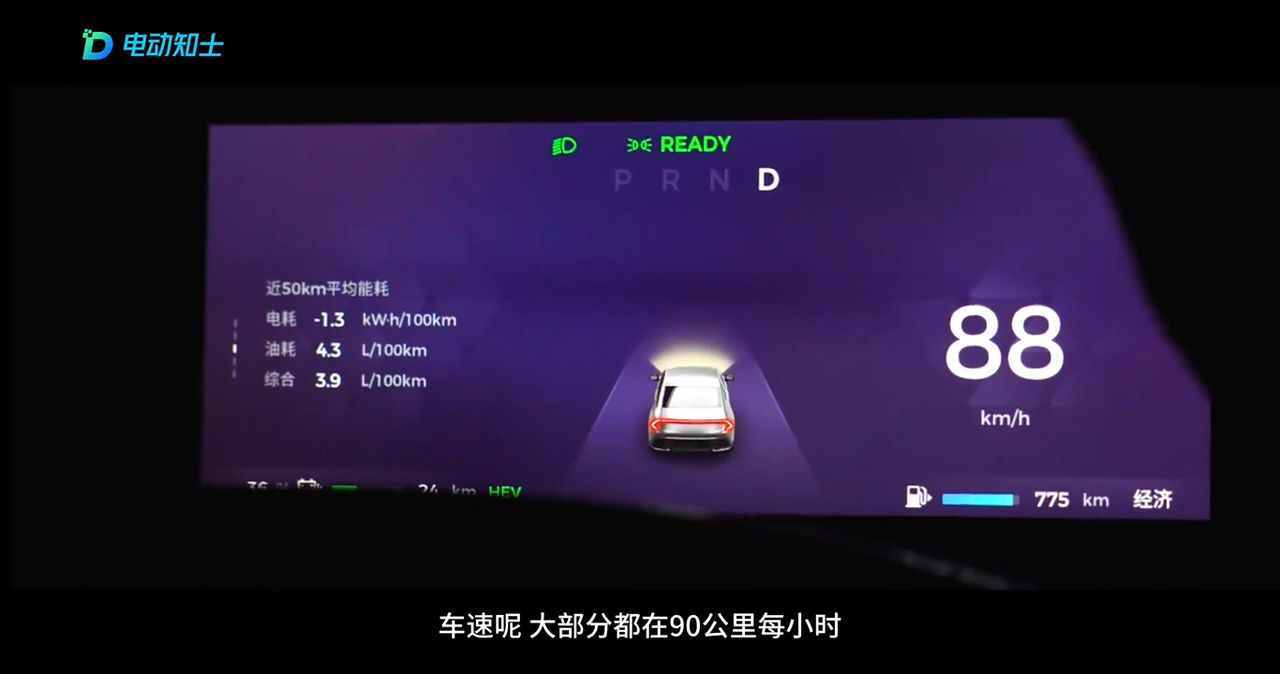 电动知士
READY
P R N D
近50km平均能耗
电耗 -1.3 kW·h/100km
油耗 4.3 L/100km
综合 3.9 L/100km
88
km/h
24 km HEV
775 km 经济
车速呢 大部分都在90公里每小时